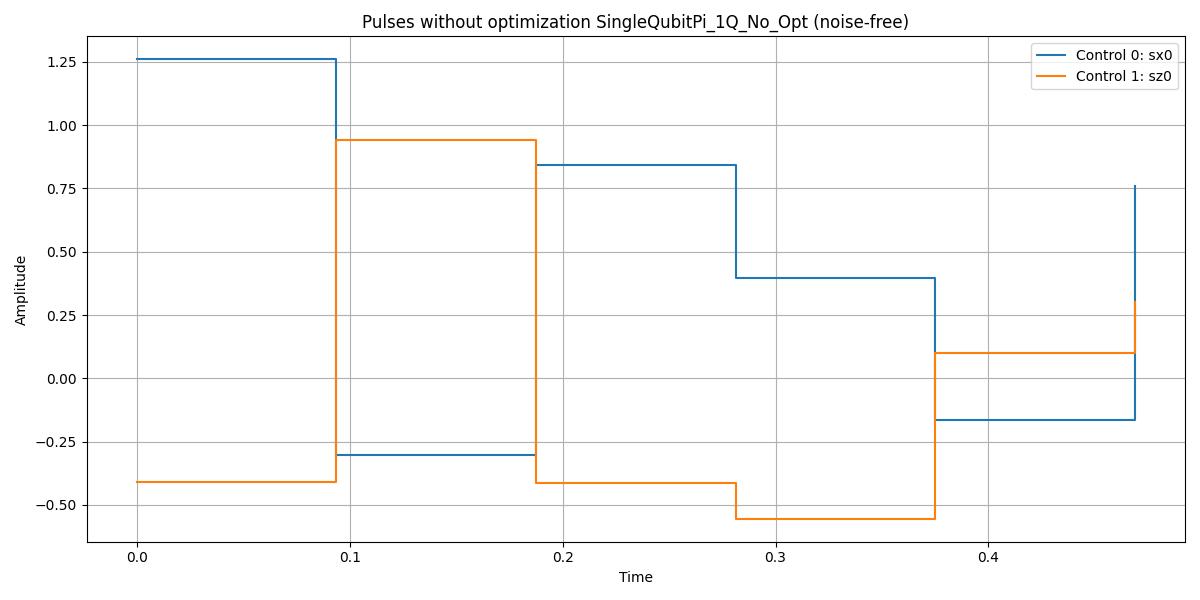 Pulses without optimization SingleQubitPi_1Q_No_Opt (noise-free)
Control 0: sx0
Control 1: sz0
Amplitude
1.25
1.00
0.75
0.50
0.25
0.00
−0.25
−0.50
0.0 0.1 0.2 0.3 0.4
Time